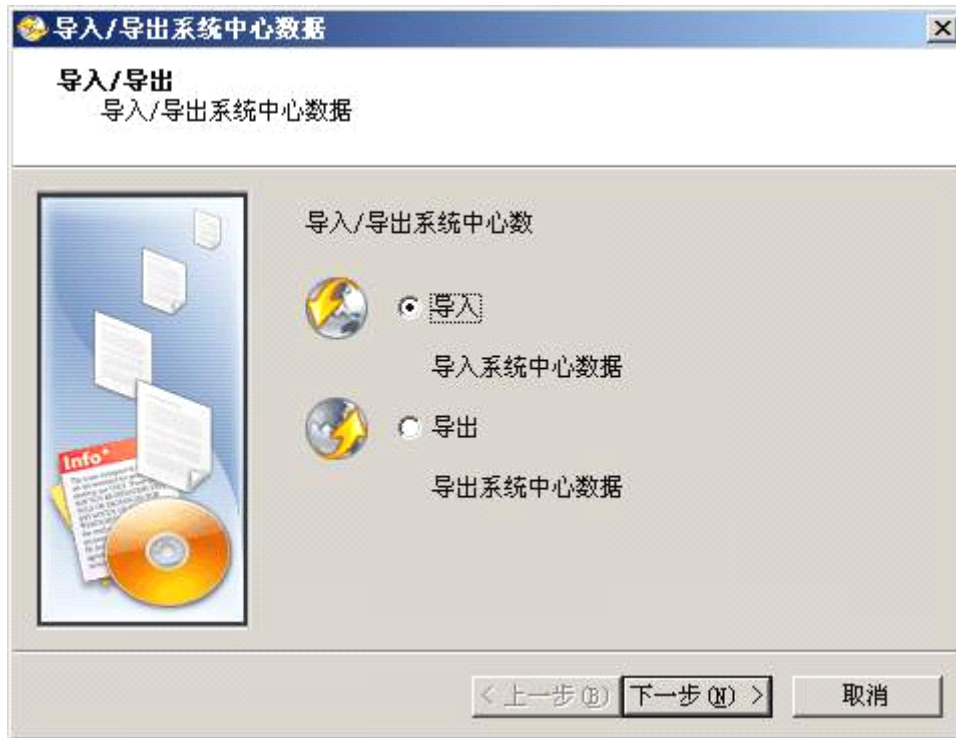 导入/导出系统中心数据
导入/导出
导入/导出系统中心数据
导入/导出系统中心数
导入
导入系统中心数据
导出
导出系统中心数据
Info
< 上一步(B) 下一步(N) > 取消